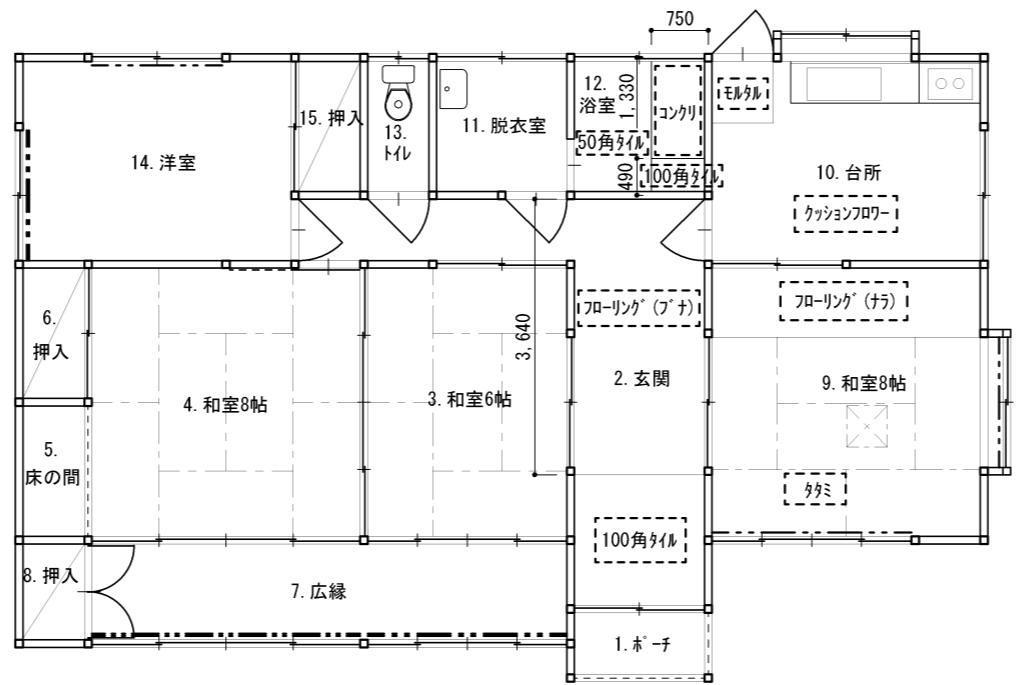 750
12.
浴室
1,330
コンクリ
モルタル
15.押入
13.
トイレ
11.脱衣室
50角タイル
14.洋室
490
100角タイル
10.台所
クッションフロワー
フローリング(ブナ)
フローリング(ナラ)
6.
押入
3,640
2.玄関
4.和室8帖
3.和室6帖
9.和室8帖
5.
床の間
タタミ
100角タイル
8.押入
7.広縁
1.ポーチ